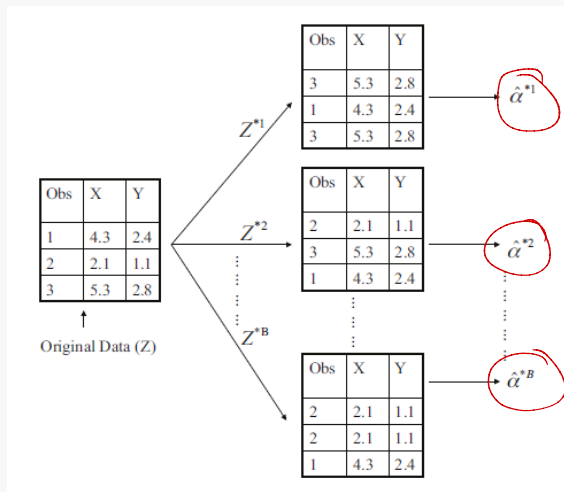 Obs X Y
3 5.3 2.8
1 4.3 2.4
3 5.3 2.8
α̂*1
Z*1
Obs X Y
1 4.3 2.4
2 2.1 1.1
3 5.3 2.8
Original Data (Z)
Z*2
Obs X Y
2 2.1 1.1
3 5.3 2.8
1 4.3 2.4
α̂*2
Z*B
Obs X Y
2 2.1 1.1
2 2.1 1.1
1 4.3 2.4
α̂*B